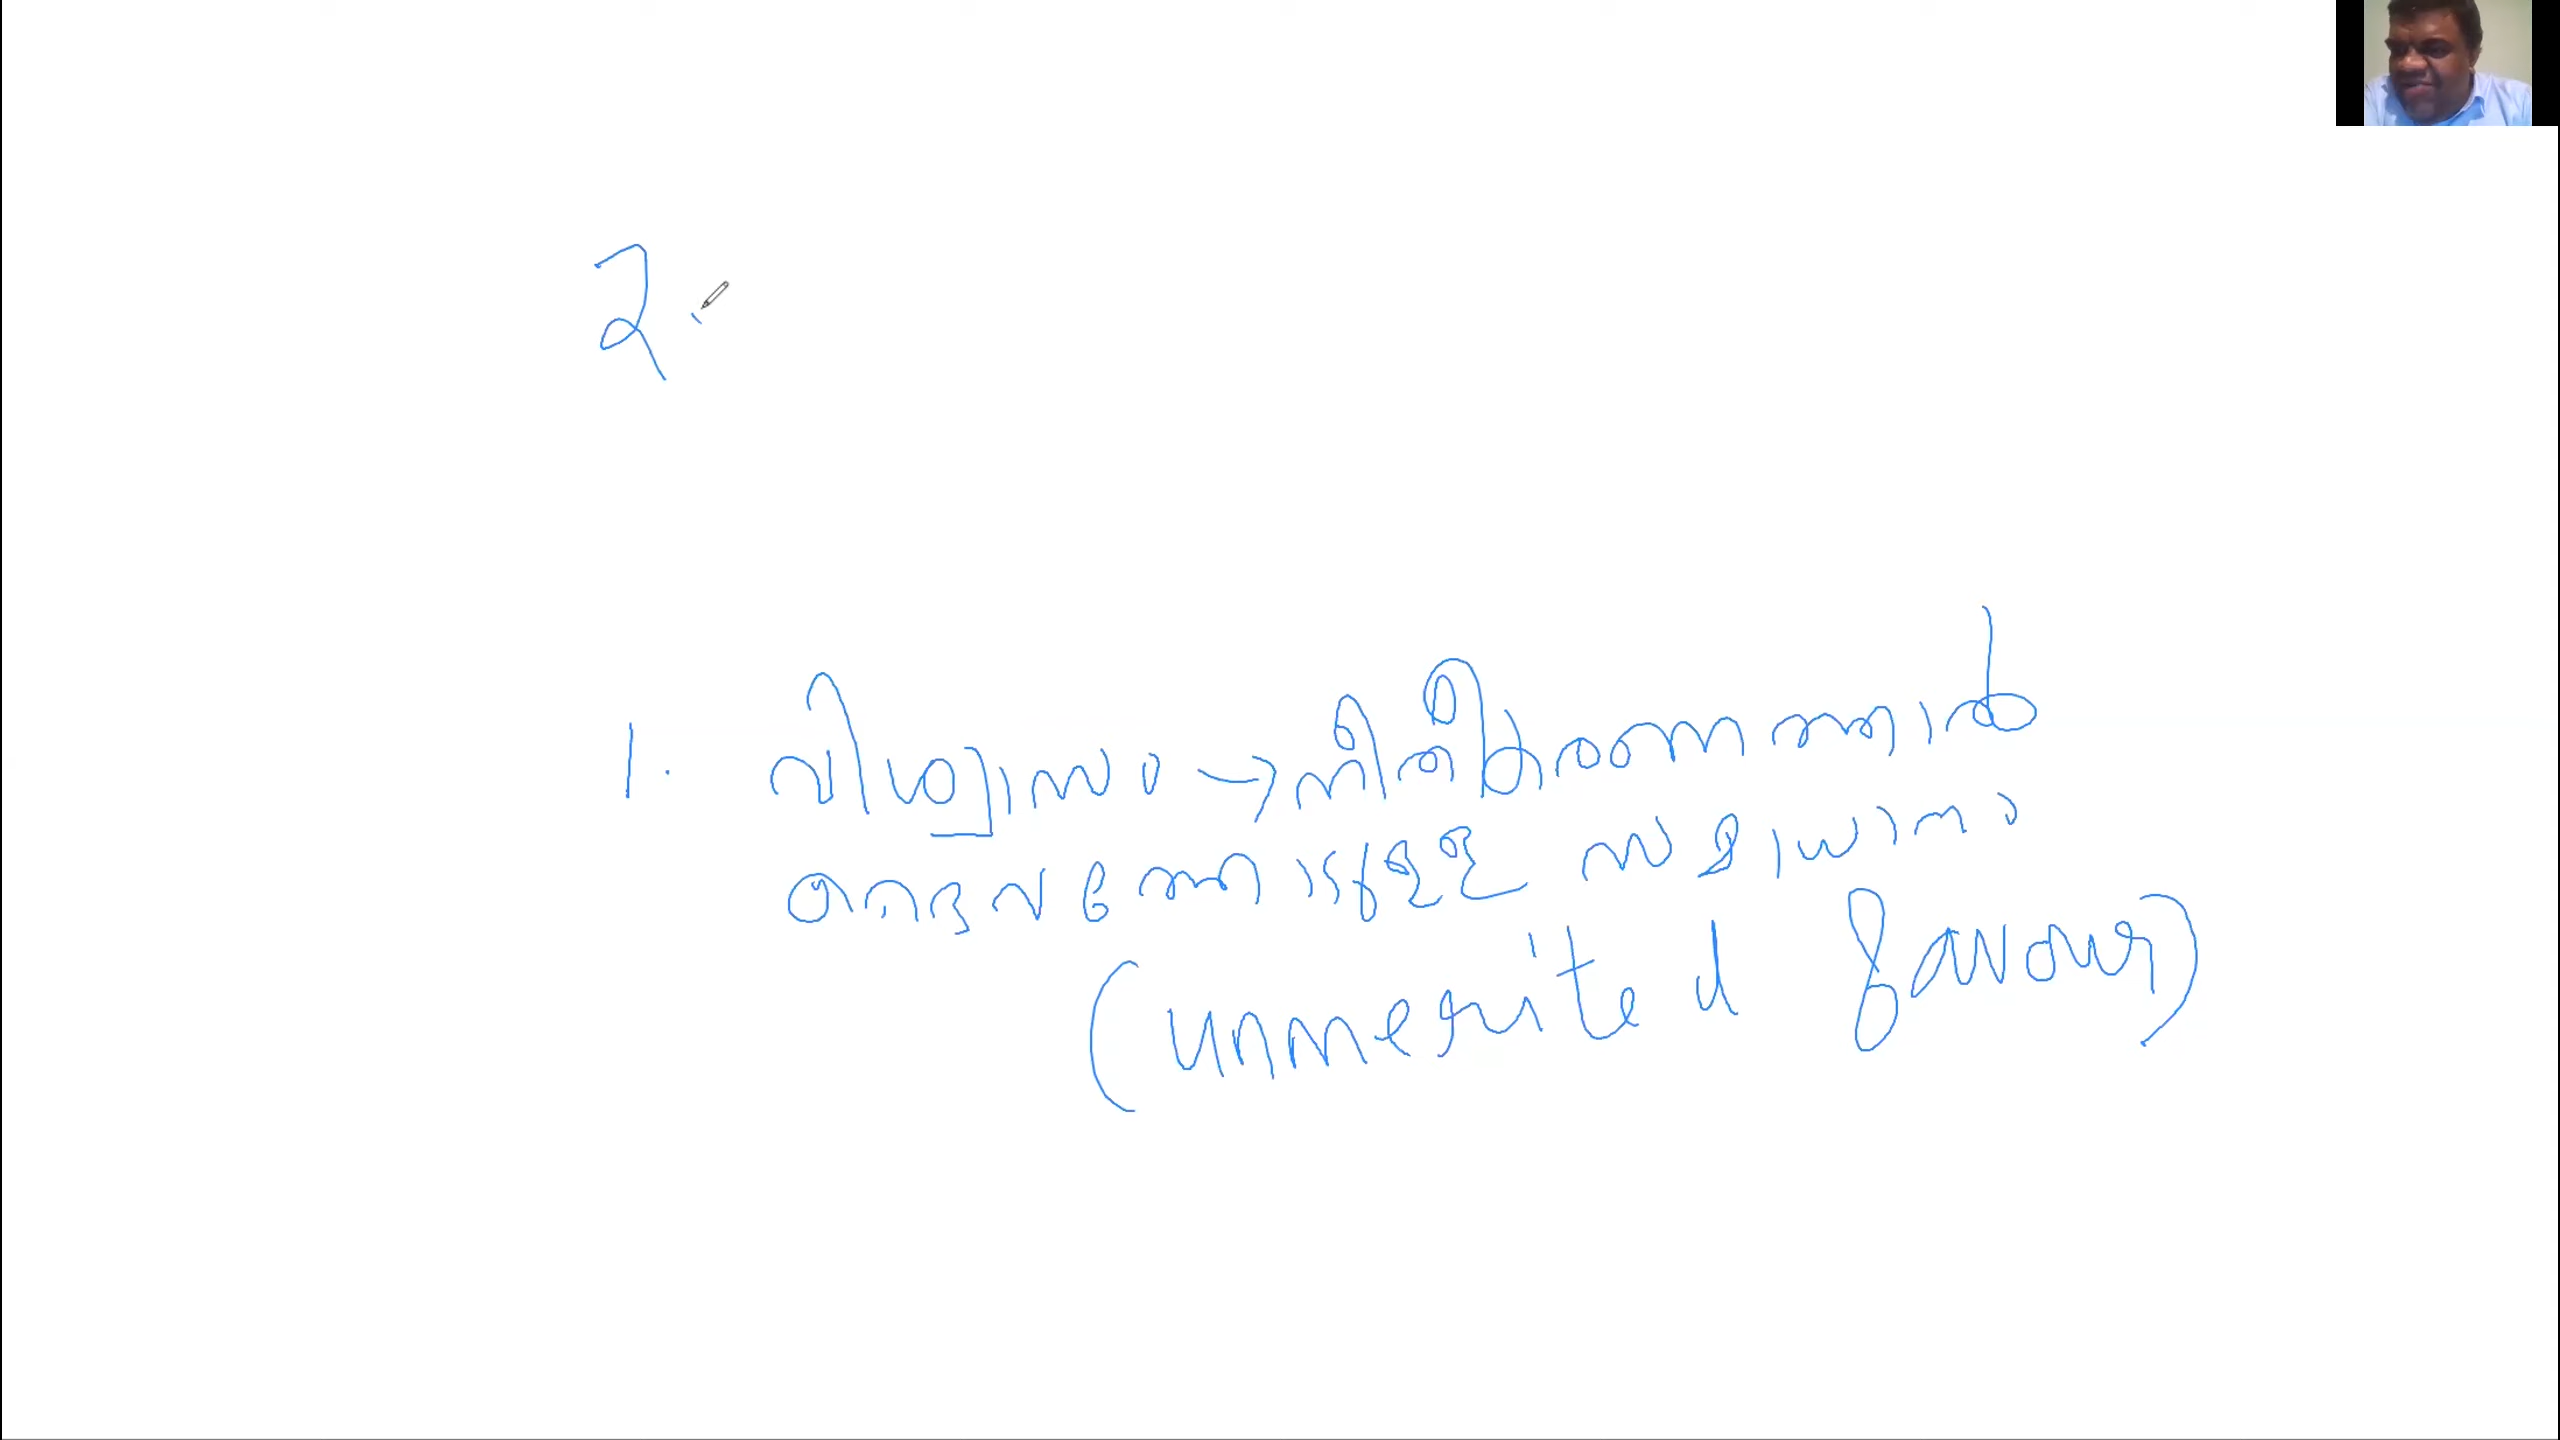 2.
1. വിശ്വാസം → നീതീകരണത്തിൽ
ദൈവത്തോടുള്ള സഹായം
(unmerited favour)